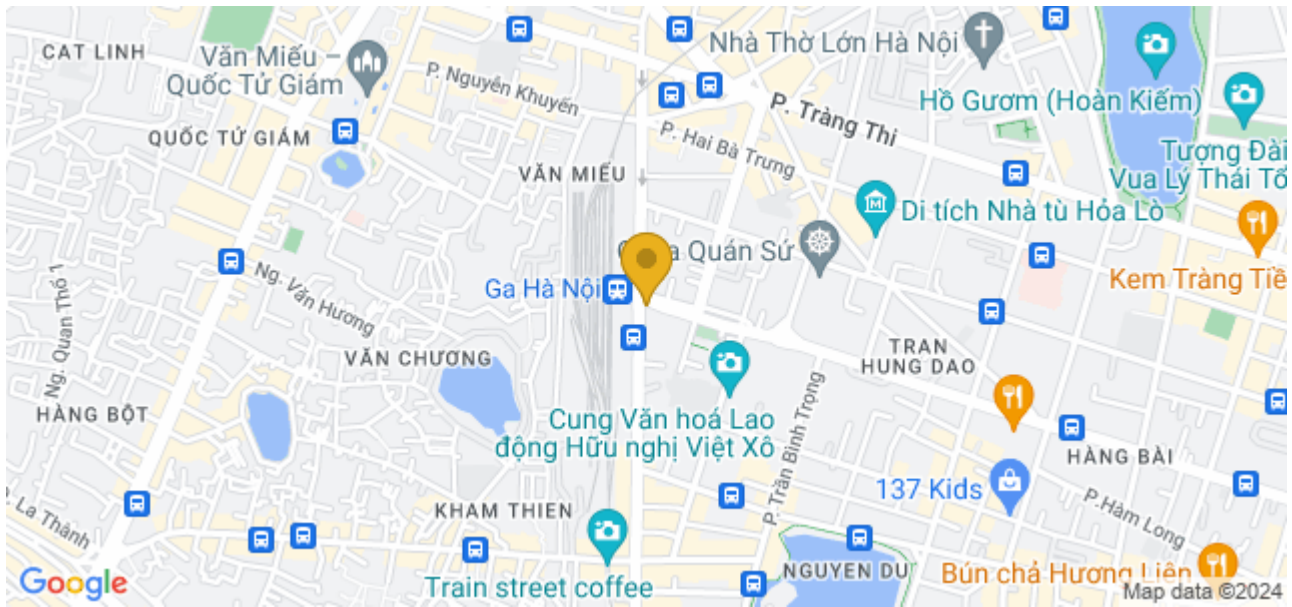 CAT LINH
Văn Miếu –
Quốc Tử Giám
Nhà Thờ Lớn Hà Nội
P. Nguyên Khuyến
P. Tràng Thi
Hồ Gươm (Hoàn Kiếm)
QUỐC TỬ GIÁM
P. Hai Bà Trưng
Tượng Đài
Vua Lý Thái Tổ
VĂN MIẾU
Di tích Nhà tù Hỏa Lò
a Quán Sứ
Ng. Văn Hương
Ga Hà Nội
Kem Tràng Tiề
Ng. Quan Thổ 1
VĂN CHƯƠNG
TRAN
HUNG DAO
HÀNG BỘT
Cung Văn hoá Lao
động Hữu nghị Việt Xô
P. Trần Bình Trọng
HÀNG BÀI
137 Kids
P. La Thành
KHAM THIEN
P.Hàm Long
Google
Train street coffee
NGUYEN DU
Bún chả Hương Liên
Map data ©2024